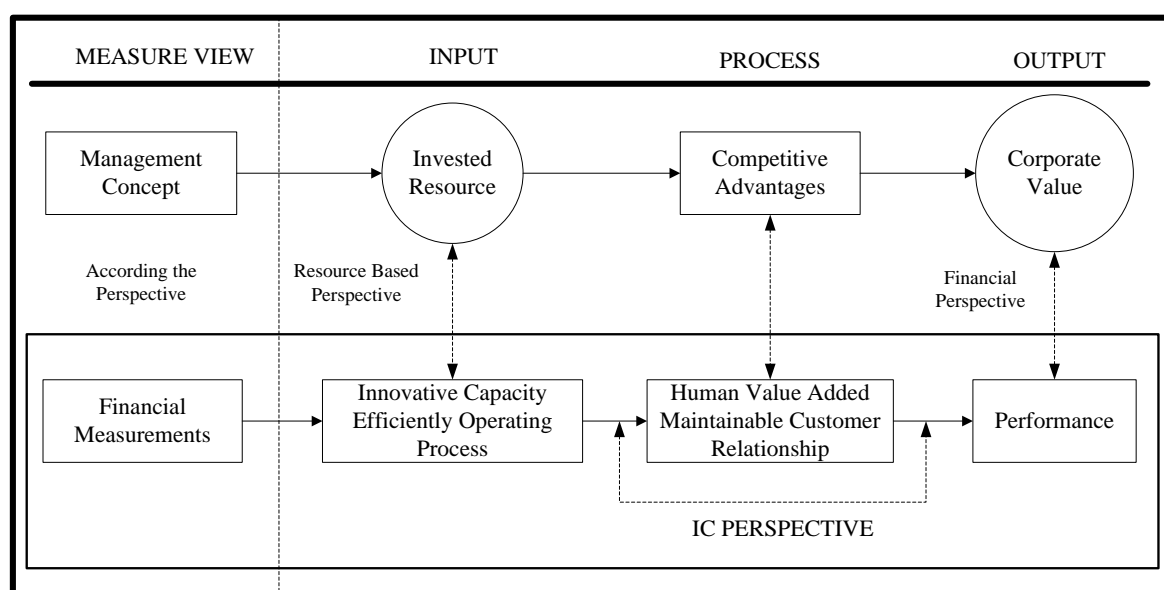 MEASURE VIEW
INPUT
PROCESS
OUTPUT
Management
Concept
Invested
Resource
Competitive
Advantages
Corporate
Value
According the
Perspective
Resource Based
Perspective
Financial
Perspective
Financial
Measurements
Innovative Capacity
Efficiently Operating
Process
Human Value Added
Maintainable Customer
Relationship
Performance
IC PERSPECTIVE